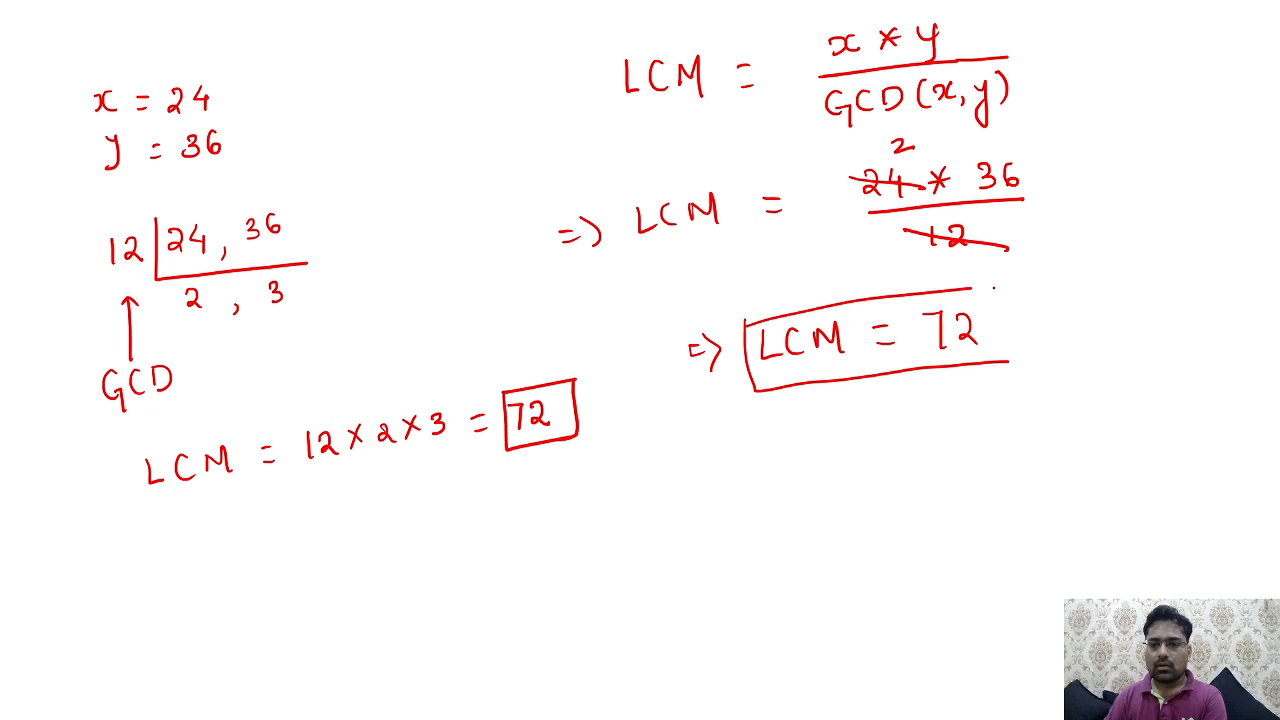 x = 24
y = 36
12 | 24 , 36
2 , 3
GCD
LCM = 12 × 2 × 3 = 72
LCM = x * y / GCD(x, y)
2
=> LCM = 24 * 36 / 12
=> LCM = 72